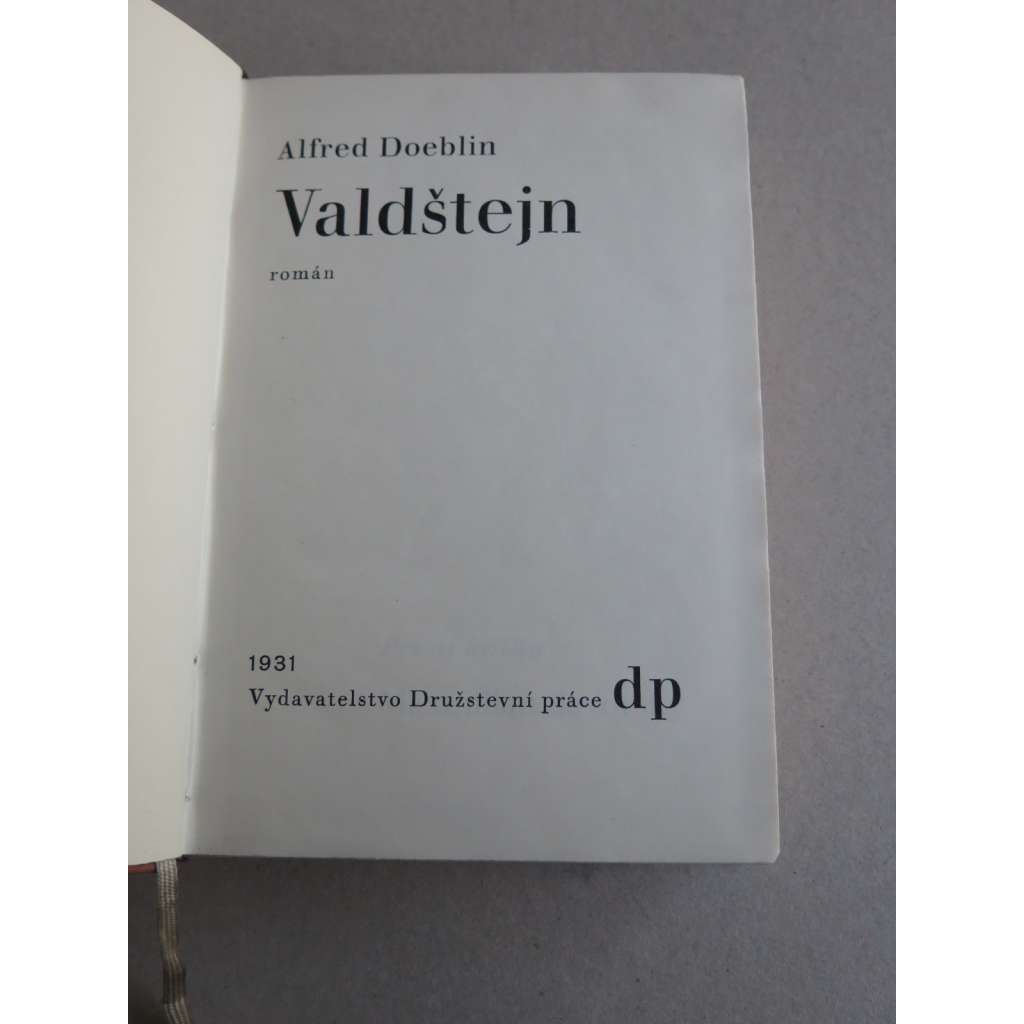 Alfred Doeblin
Valdštejn
román
1931
Vydavatelstvo Družstevní práce dp